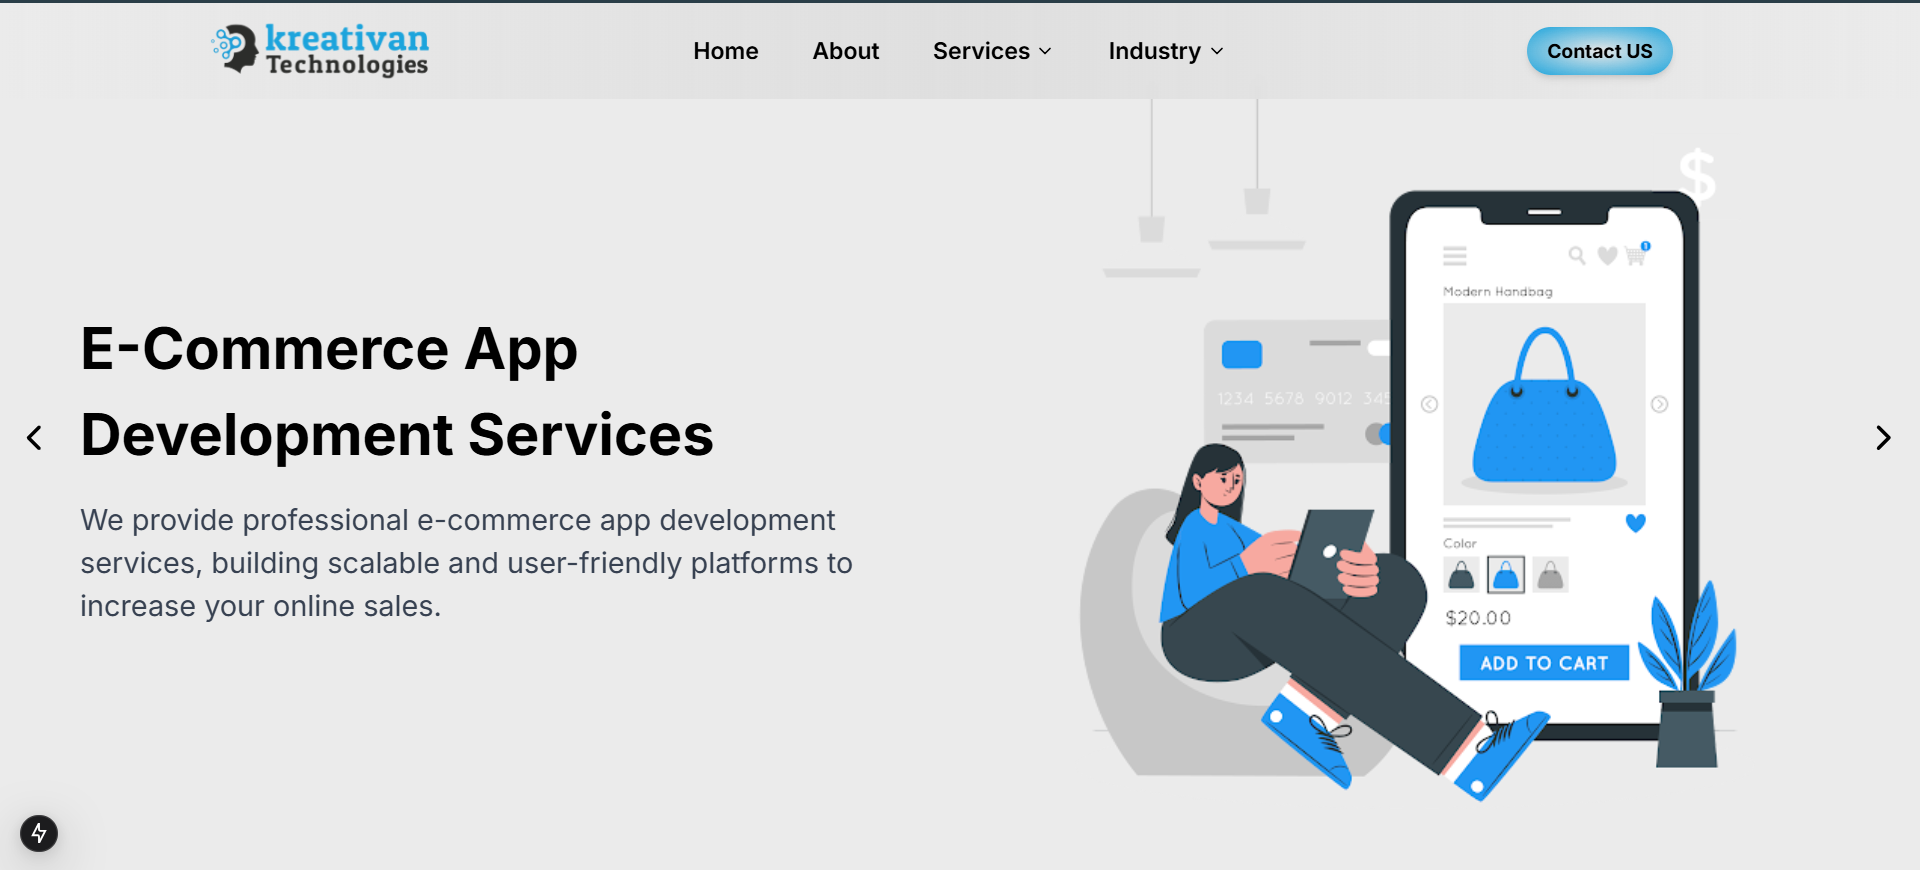 kreativan
Technologies
Home
About
Services
Industry
Contact US
E-Commerce App
Development Services
We provide professional e-commerce app development
services, building scalable and user-friendly platforms to
increase your online sales.
$
1
Modern Handbag
1234 5678 9012 345
Color
$20.00
ADD TO CART